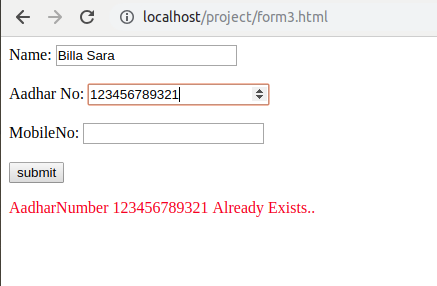 localhost/project/form3.html
Name: Billa Sara
Aadhar No: 123456789321
MobileNo:
submit
AadharNumber 123456789321 Already Exists..